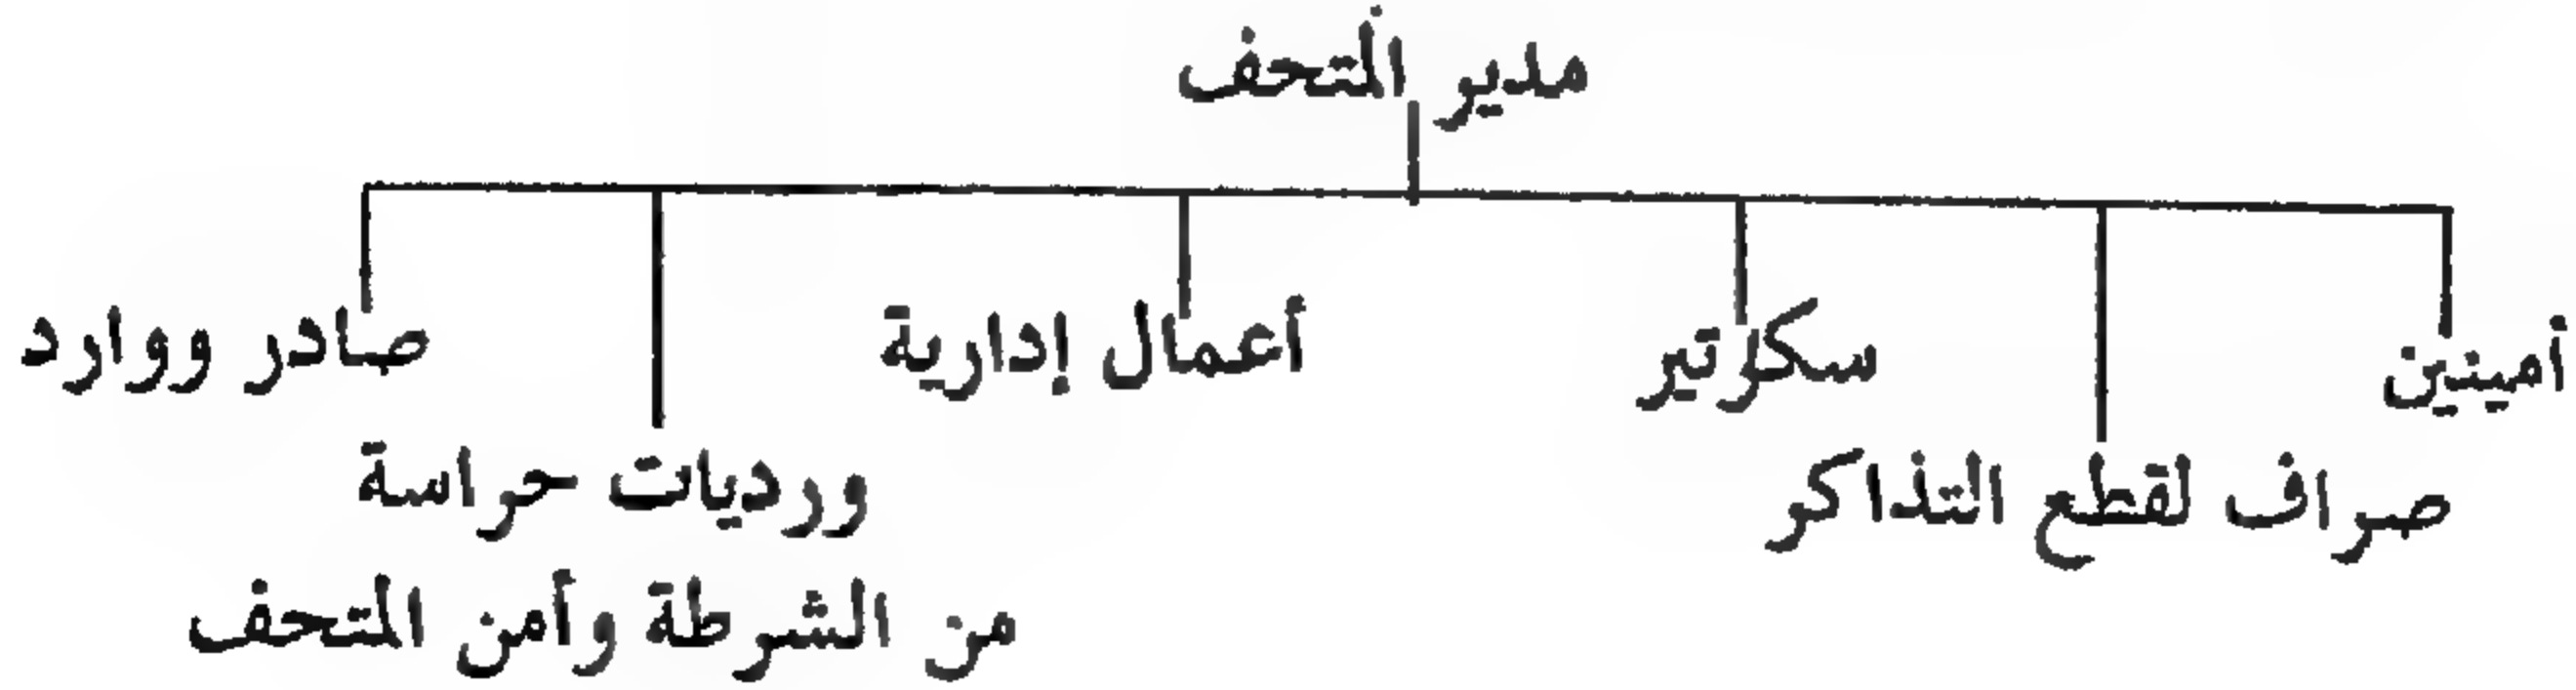 مدير المتحف
أمينين
صراف لقطع التذاكر
سكرتير
أعمال إدارية
ورديات حراسة
من الشرطة وأمن المتحف
صادر ووارد